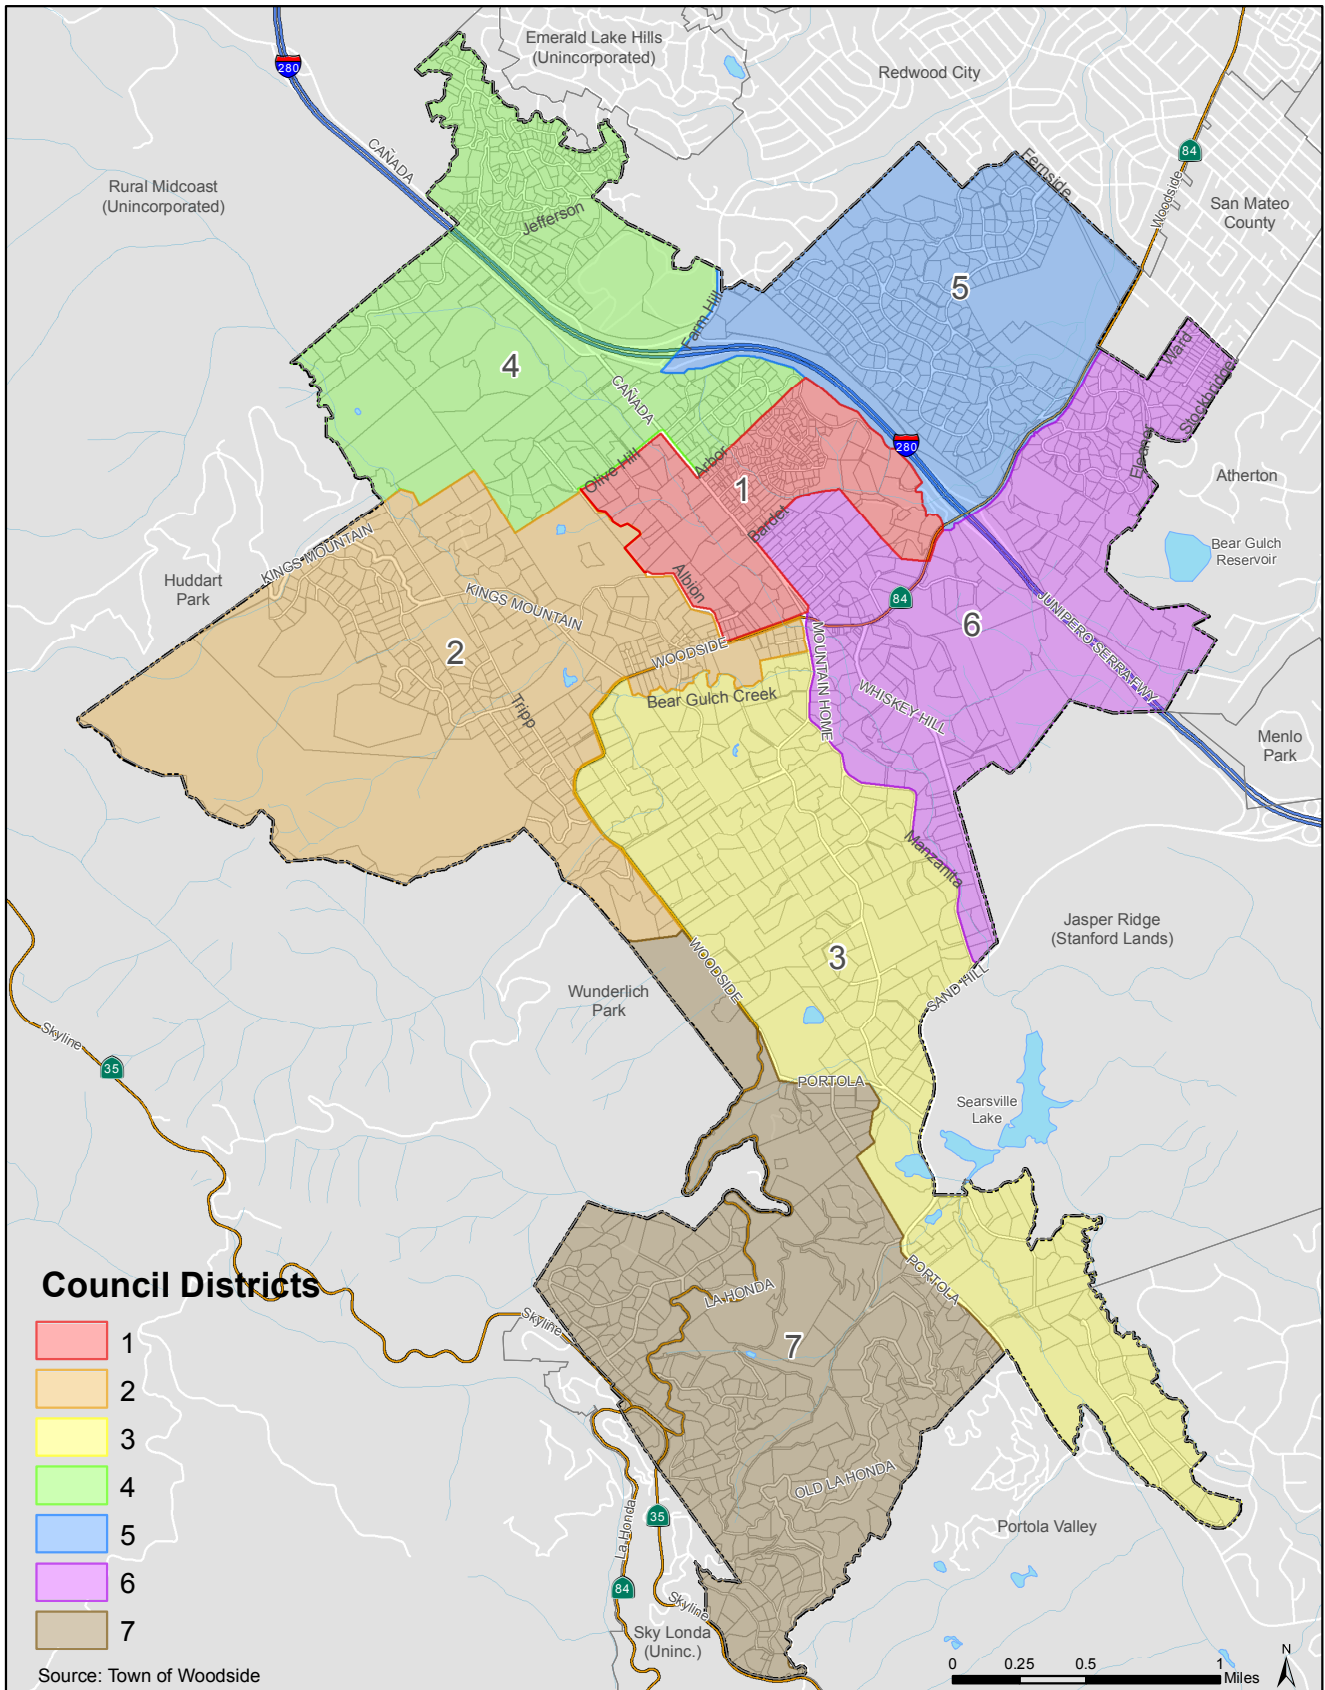 Emerald Lake Hills
(Unincorporated)
Redwood City
280
CAÑADA
84
Rural Midcoast
(Unincorporated)
Fernside
Woodside
San Mateo
County
Jefferson
5
Farm Hill
4
Ward
Stockbridge
CAÑADA
Eleanor
280
Olive Hill
Arbor
1
Atherton
Bardet
Bear Gulch
Reservoir
KINGS MOUNTAIN
Huddart
Park
Albion
KINGS MOUNTAIN
84
JUNIPERO SERRA FWY
6
2
WOODSIDE
MOUNTAIN HOME
WHISKEY HILL
Bear Gulch Creek
Tripp
Menlo
Park
Manzanita
Jasper Ridge
(Stanford Lands)
3
WOODSIDE
SAND HILL
Wunderlich
Park
Skyline
35
PORTOLA
Searsville
Lake
PORTOLA
Council Districts
LA HONDA
Skyline
7
1
2
3
4
5
6
7
OLD LA HONDA
La Honda
35
Portola Valley
84
Skyline
Sky Londa
(Uninc.)
Source: Town of Woodside
0 0.25 0.5 1
Miles
N